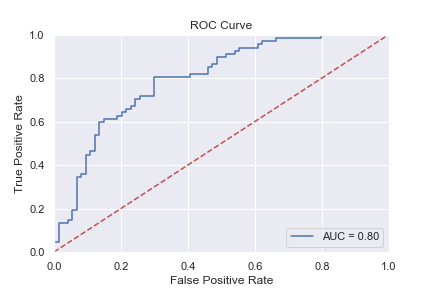 ROC Curve
1.0
0.8
0.6
0.4
0.2
0.0
True Positive Rate
AUC = 0.80
0.0 0.2 0.4 0.6 0.8 1.0
False Positive Rate